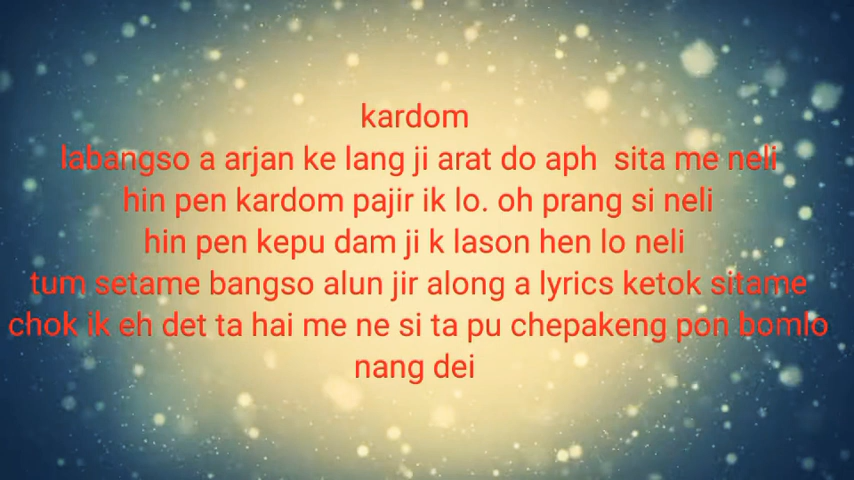 kardom
labangso a arjan ke lang ji arat do aph sita me neli
hin pen kardom pajir ik lo. oh prang si neli
hin pen kepu dam ji k lason hen lo neli
tum setame bangso alun jir along a lyrics ketok sitame
chok ik eh det ta hai me ne si ta pu chepakeng pon bomlo
nang dei